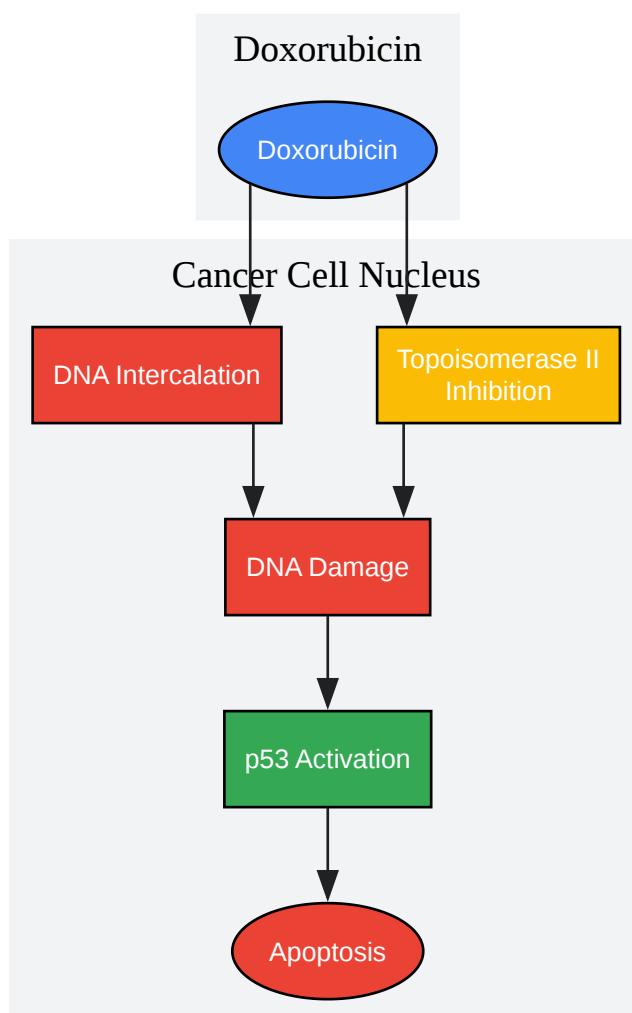 Doxorubicin
Doxorubicin
Cancer Cell Nucleus
DNA Intercalation
Topoisomerase II
Inhibition
DNA Damage
p53 Activation
Apoptosis